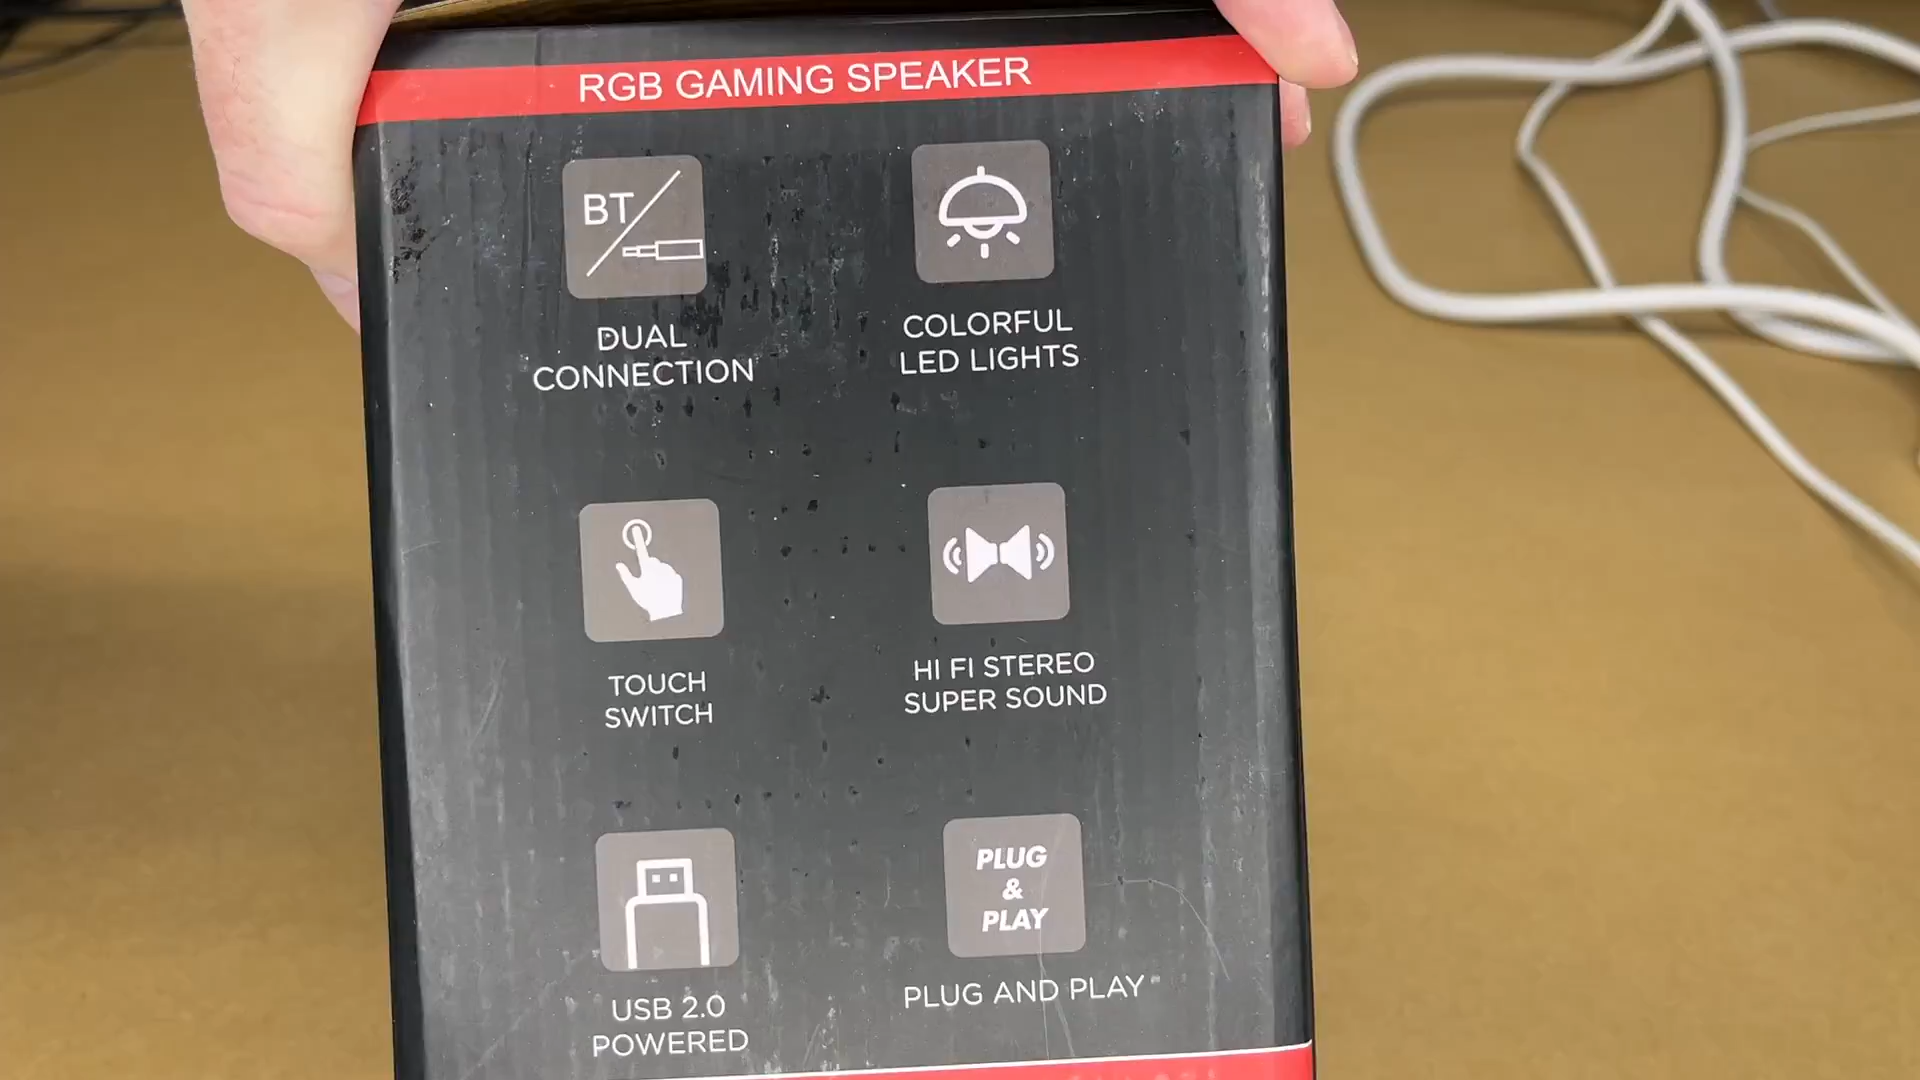 RGB GAMING SPEAKER
BT
DUAL
CONNECTION
COLORFUL
LED LIGHTS
TOUCH
SWITCH
HI FI STEREO
SUPER SOUND
USB 2.0
POWERED
PLUG
&
PLAY
PLUG AND PLAY